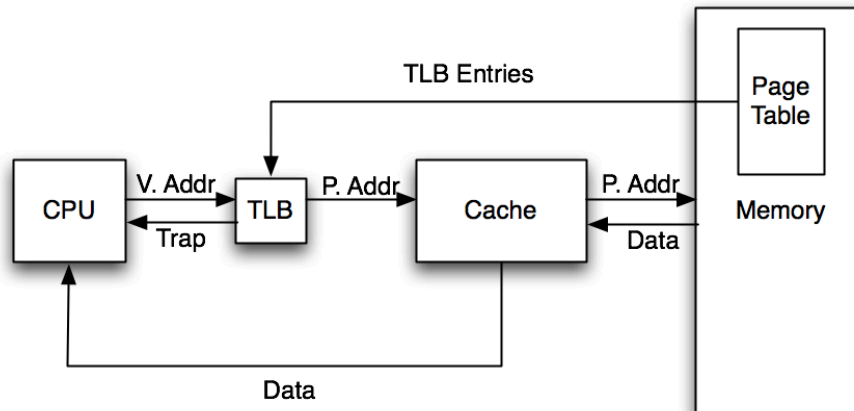 TLB Entries
Page
Table
V. Addr
P. Addr
P. Addr
CPU
TLB
Cache
Memory
Trap
Data
Data